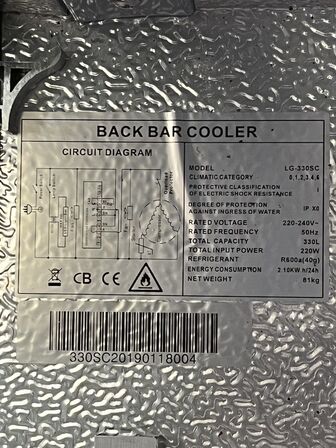 BACK BAR COOLER
CIRCUIT DIAGRAM
MODEL LG-330SC
CLIMATIC CATEGORY 0,1,2,3,4,6
PROTECTIVE CLASSIFICATION I
OF ELECTRIC SHOCK RESISTANCE
DEGREE OF PROTECTION IP X0
AGAINST INGRESS OF WATER
RATED VOLTAGE 220-240V~
RATED FREQUENCY 50Hz
TOTAL CAPACITY 330L
TOTAL INPUT POWER 220W
REFRIGERANT R600a(40g)
ENERGY CONSUMPTION 2.10KW·h/24h
NET WEIGHT 81kg
CB CE
330SC20190118004